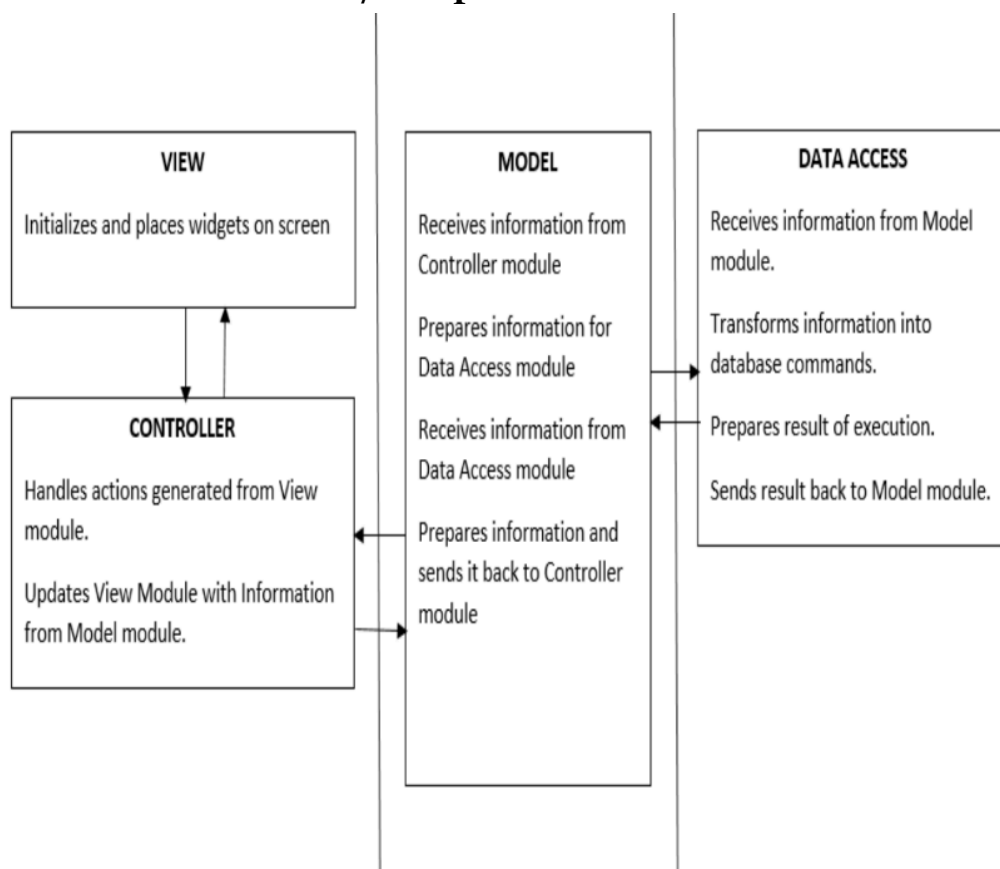 VIEW
Initializes and places widgets on screen
CONTROLLER
Handles actions generated from View
module.
Updates View Module with Information
from Model module.
MODEL
Receives information from
Controller module
Prepares information for
Data Access module
Receives information from
Data Access module
Prepares information and
sends it back to Controller
module
DATA ACCESS
Receives information from Model
module.
Transforms information into
database commands.
Prepares result of execution.
Sends result back to Model module.